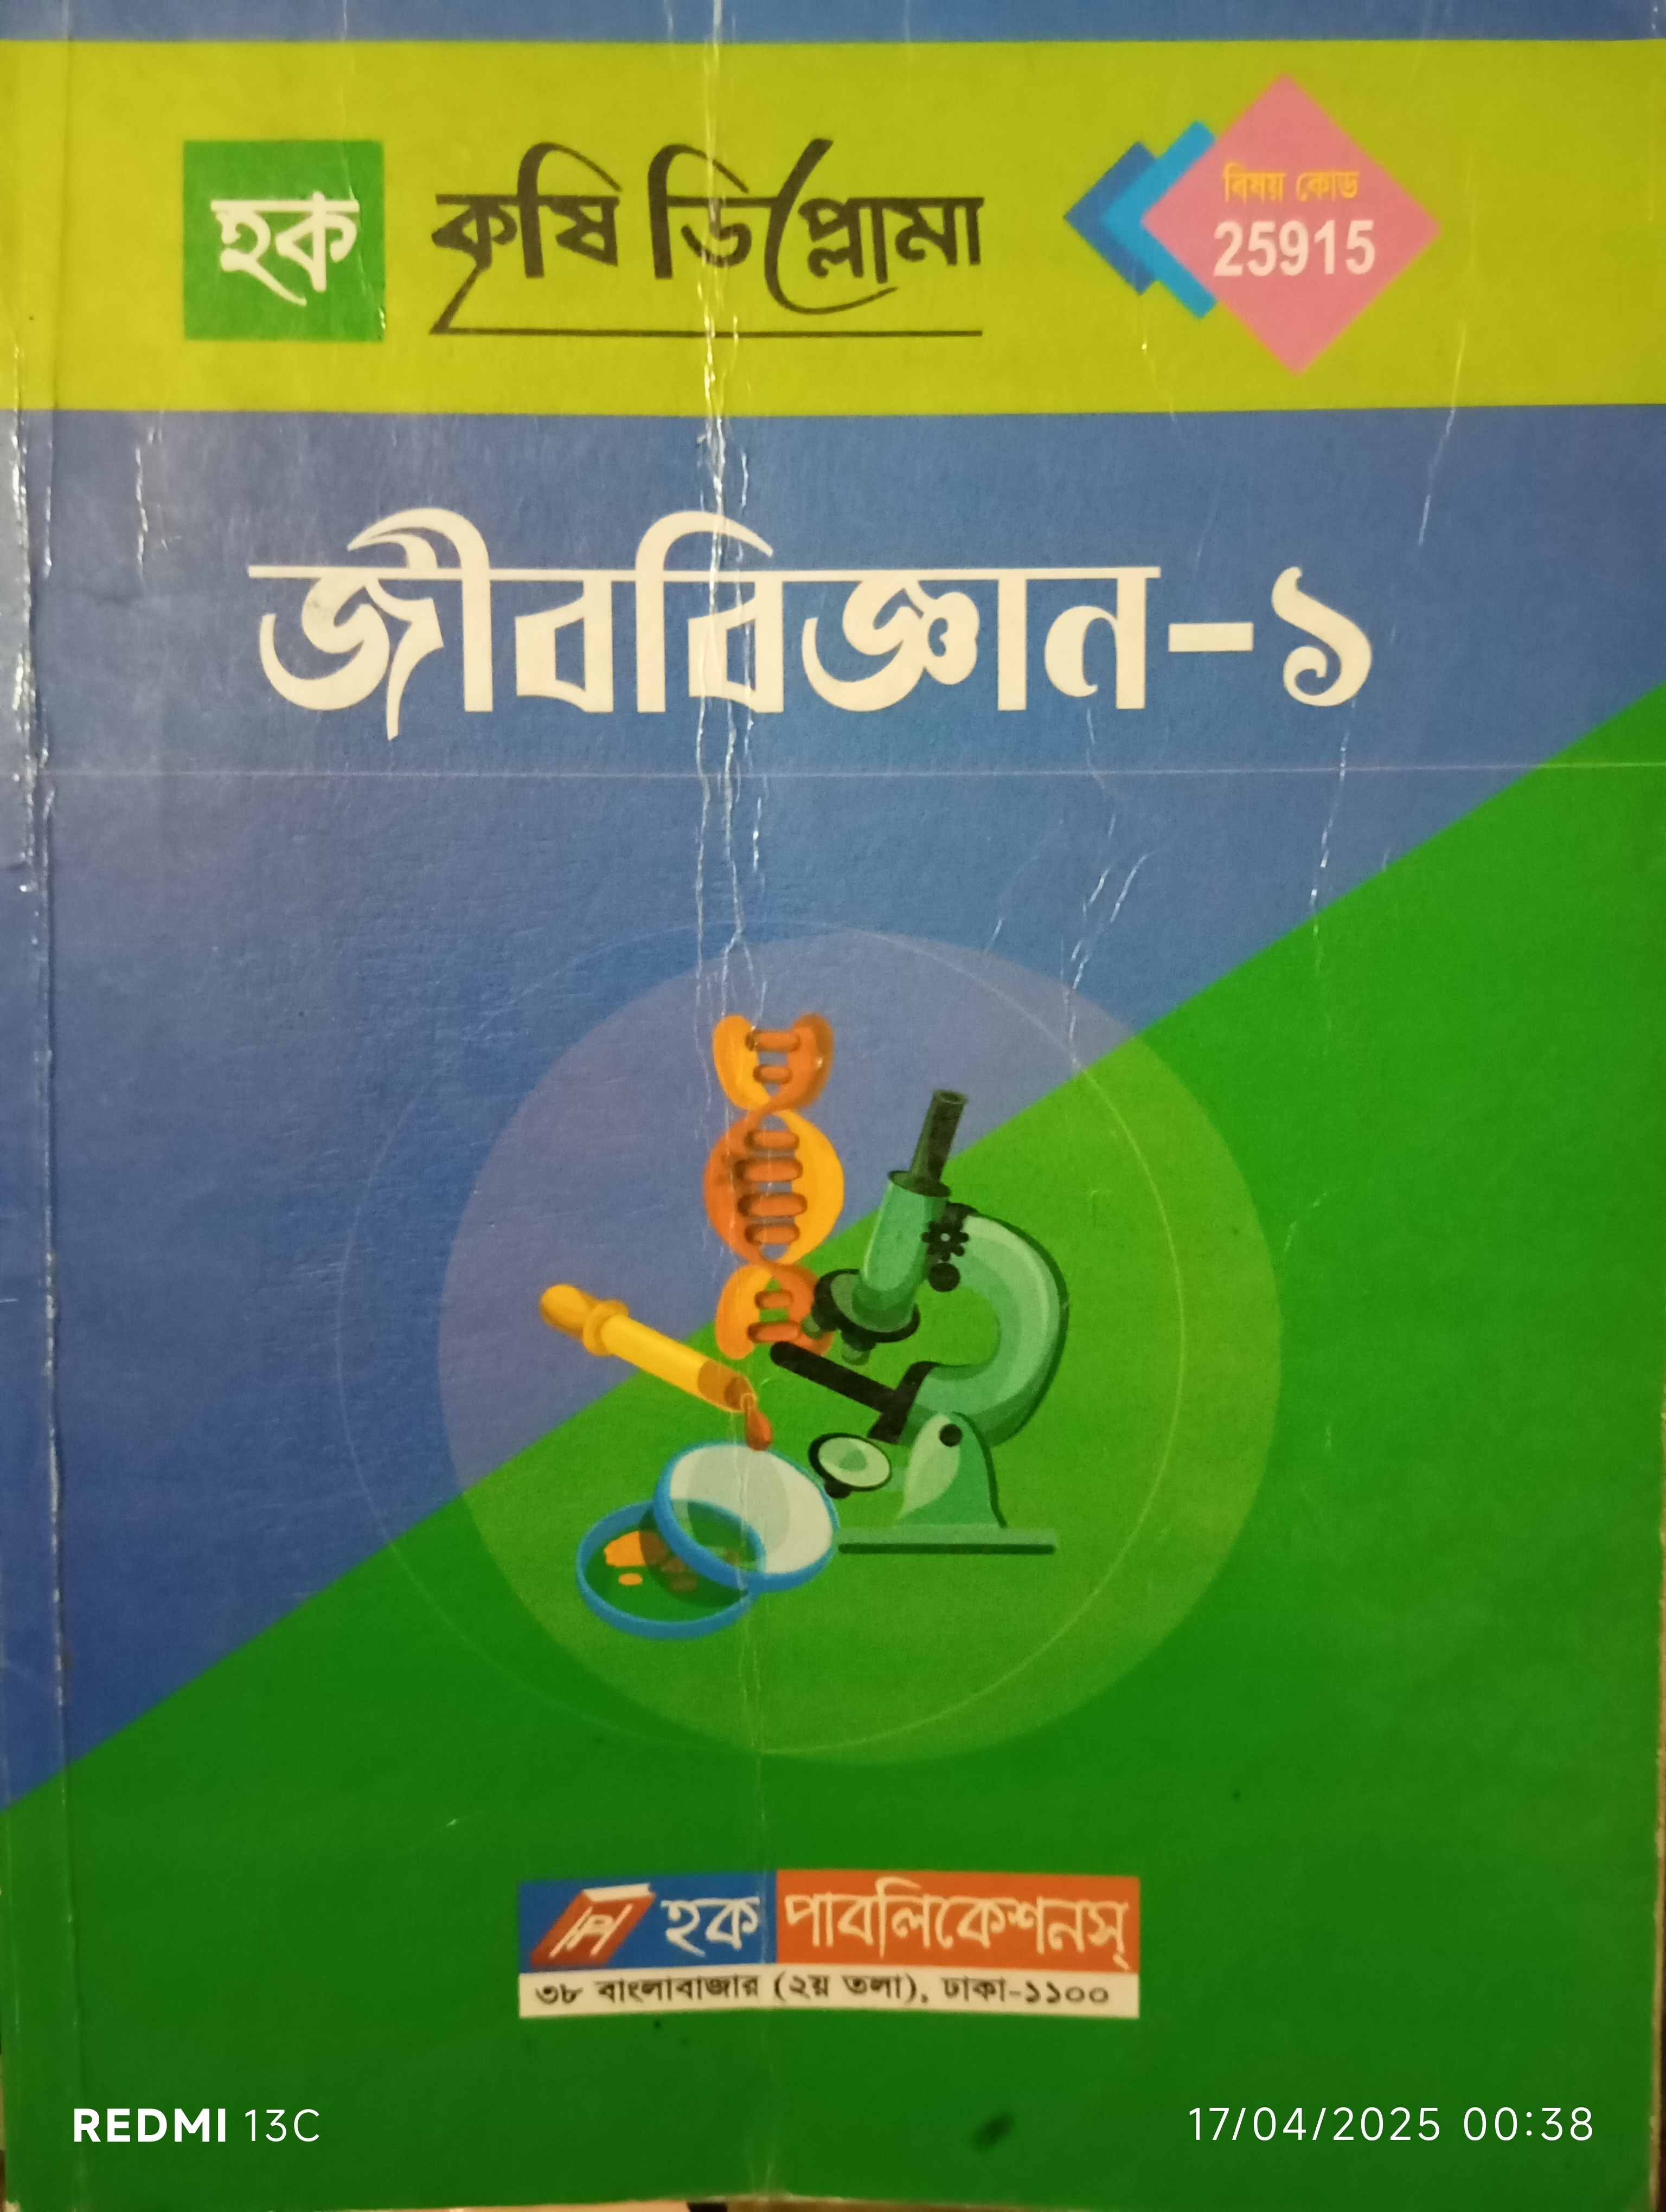 হক কৃষি ডিপ্লোমা
বিষয় কোড
25915
জীববিজ্ঞান-১
হক পাবলিকেশনস্
৩৮ বাংলাবাজার (২য় তলা), ঢাকা-১১০০
REDMI 13C
17/04/2025 00:38